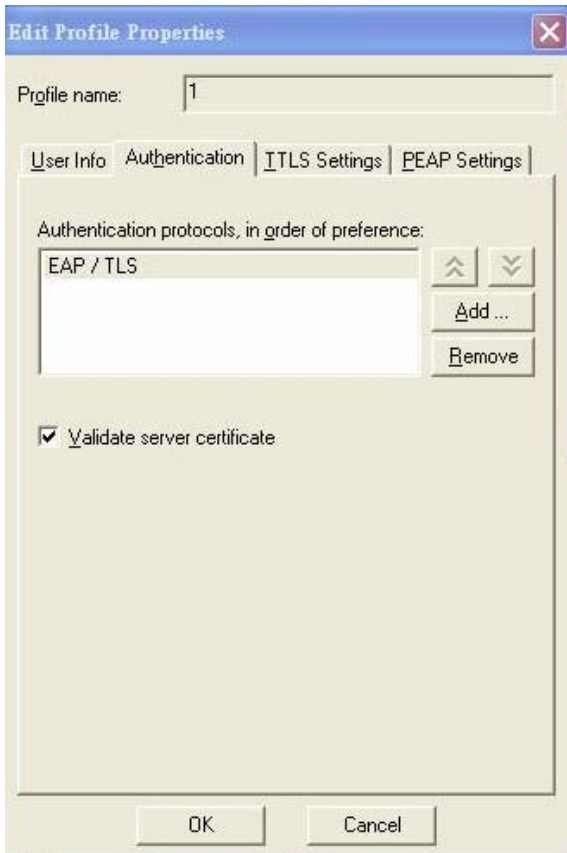 Edit Profile Properties
Profile name: 1
User Info Authentication TTLS Settings PEAP Settings
Authentication protocols, in order of preference:
EAP / TLS
Add ...
Remove
Validate server certificate
OK Cancel